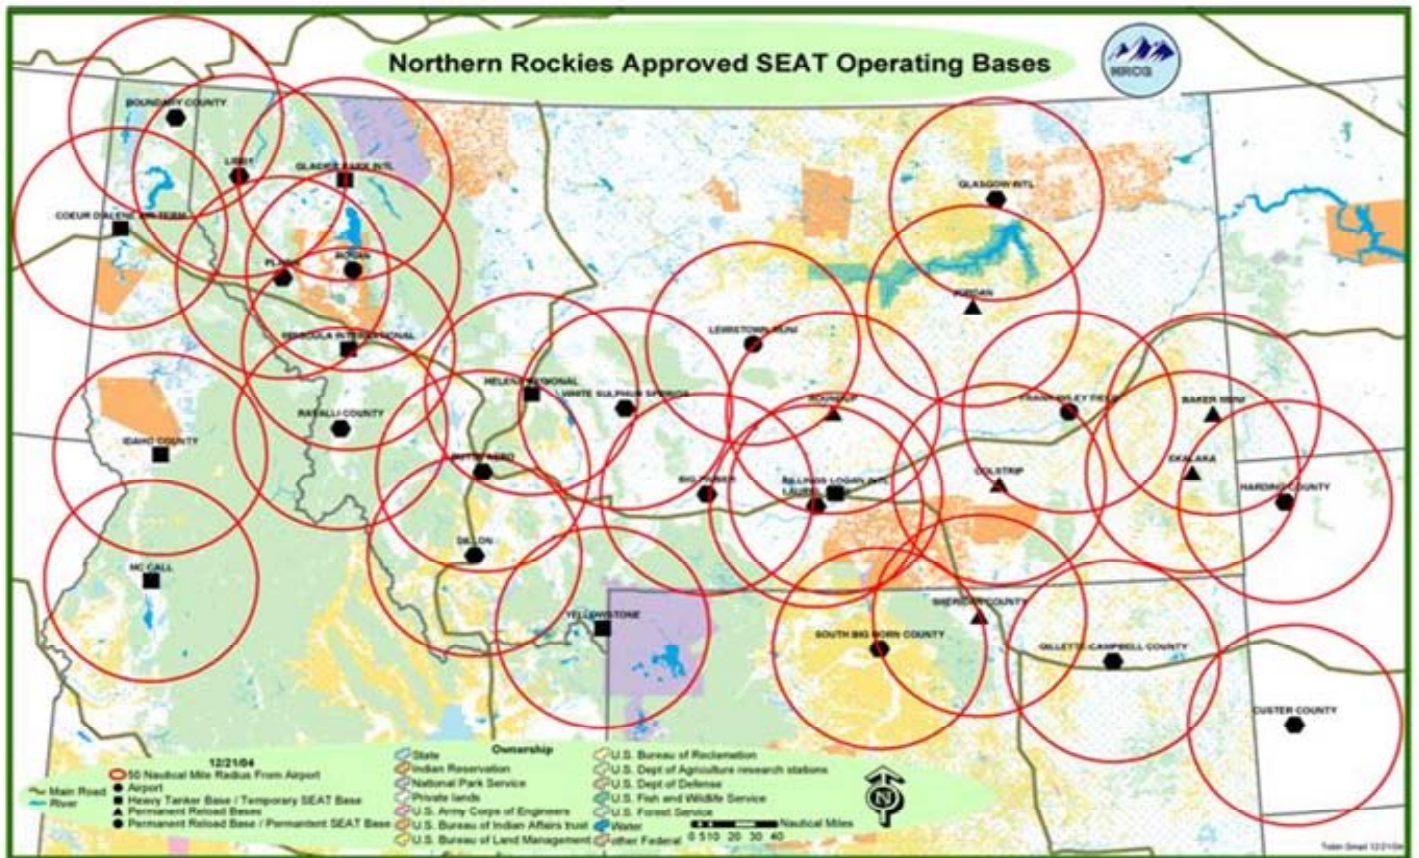 Northern Rockies Approved SEAT Operating Bases
NRCG
BOUNDARY COUNTY
LIBBY
GLACIER PARK INTL
COEUR D'ALENE AIR TERM
GLASGOW INTL
PLAINS
RONAN
JORDAN
MISSOULA INTERNATIONAL
LEWISTOWN MUNI
HELENA REGIONAL
WHITE SULPHUR SPRINGS
ROUNDUP
FRANK WILEY FIELD
BAKER MUNI
RAVALLI COUNTY
IDAHO COUNTY
BUTTE AERO
BIG TIMBER
BILLINGS LOGAN INTL
LAUREL
COLSTRIP
EKALAKA
HARDING COUNTY
DILLON
MC CALL
YELLOWSTONE
SHERIDAN COUNTY
SOUTH BIG HORN COUNTY
GILLETTE-CAMPBELL COUNTY
CUSTER COUNTY
12/21/04
50 Nautical Mile Radius From Airport
Airport
Heavy Tanker Base / Temporary SEAT Base
Permanent Reload Bases
Permanent Reload Base / Permantent SEAT Base
Main Road
River
Ownership
State
Indian Reservation
National Park Service
Private lands
U.S. Army Corps of Engineers
U.S. Bureau of Indian Affairs trust
U.S. Bureau of Land Management
U.S. Bureau of Reclamation
U.S. Dept of Agriculture research stations
U.S. Dept of Defense
U.S. Fish and Wildlife Service
U.S. Forest Service
Water
other Federal
N
0 5 10 20 30 40 Nautical Miles